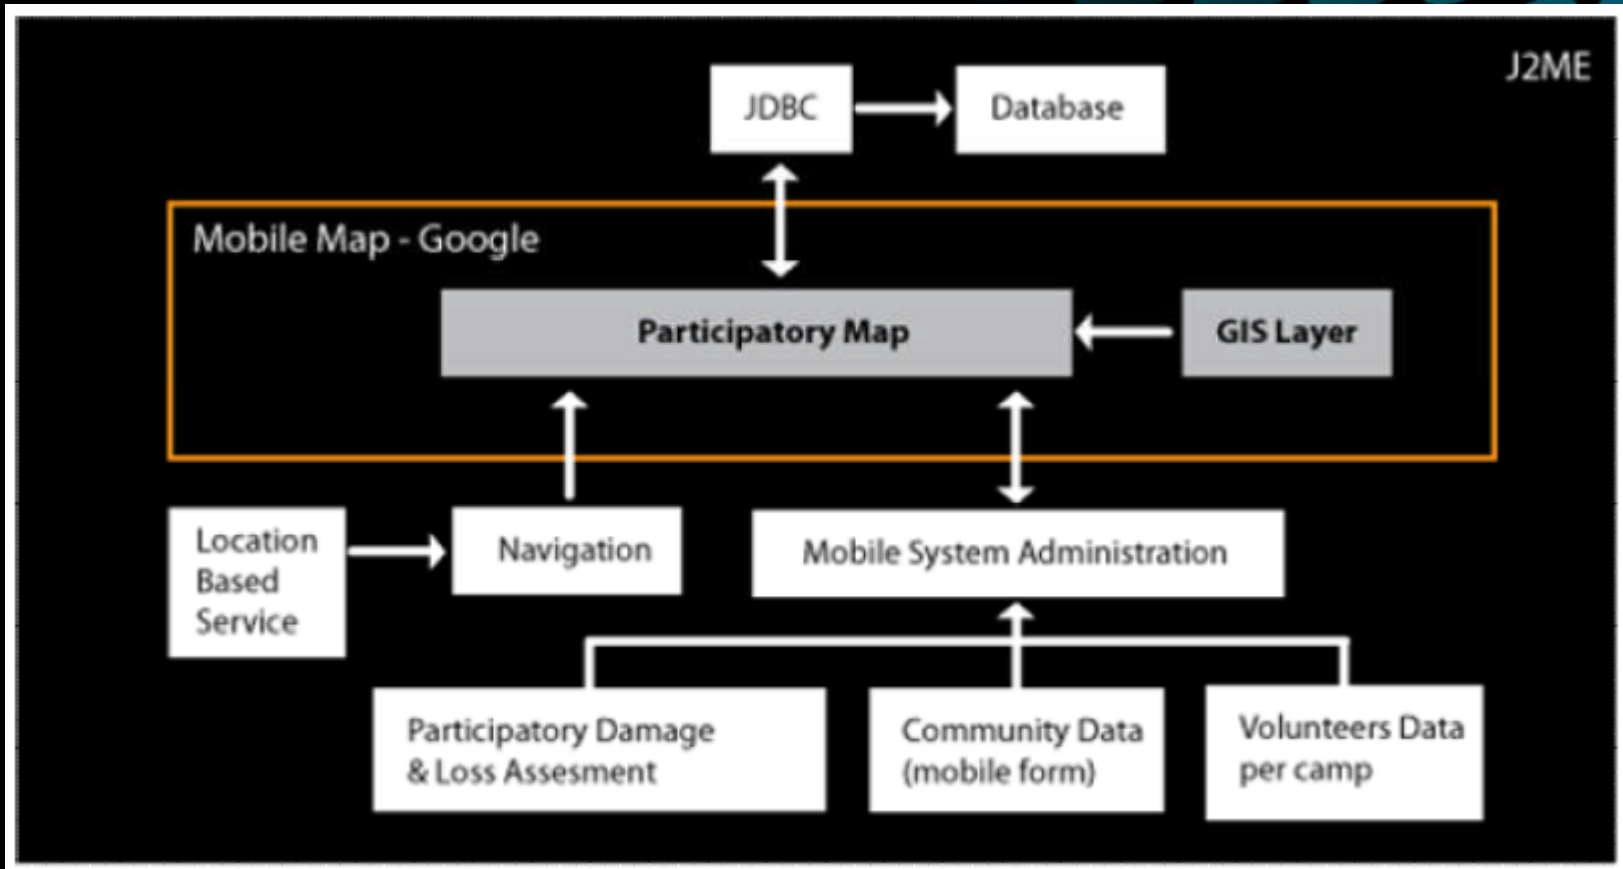 J2ME
JDBC
Database
Mobile Map - Google
Participatory Map
GIS Layer
Location
Based
Service
Navigation
Mobile System Administration
Participatory Damage
& Loss Assesment
Community Data
(mobile form)
Volunteers Data
per camp